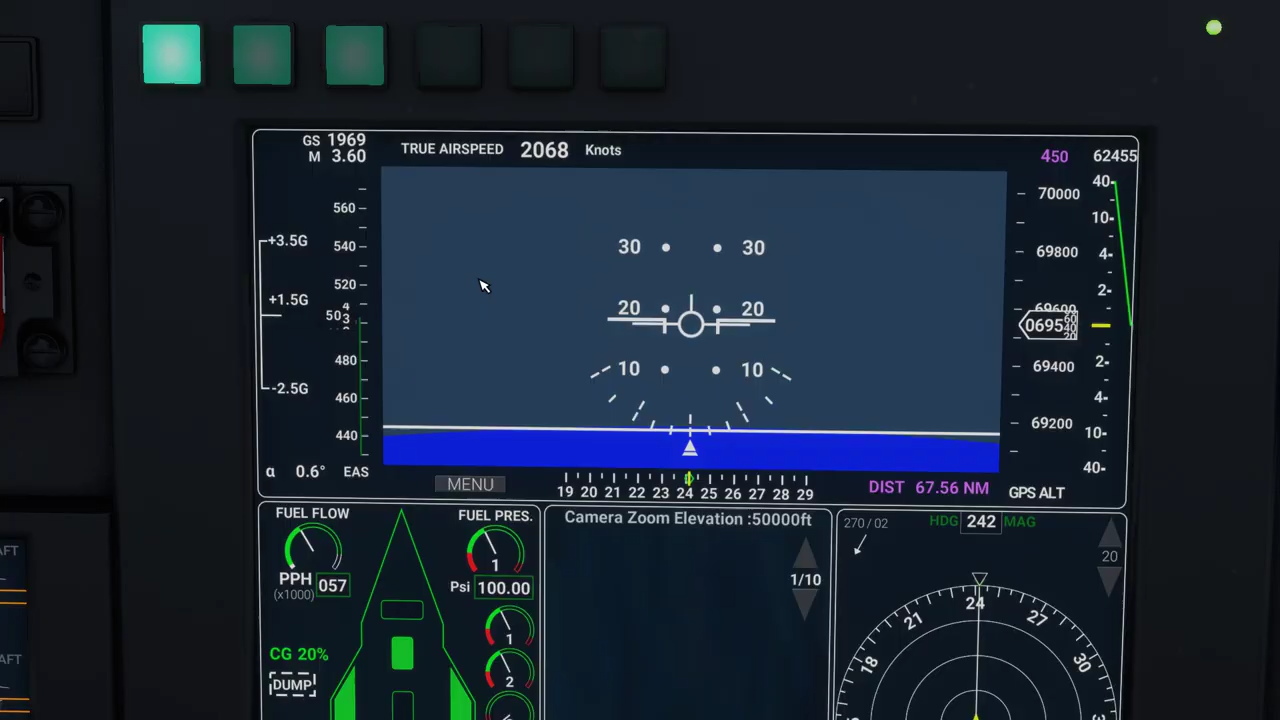 GS 1969
M 3.60
TRUE AIRSPEED 2068 Knots
450
62455
+3.5G
+1.5G
-2.5G
560
540
520
503
480
460
440
α 0.6° EAS
30 30
20 20
10 10
70000
69800
69600
0695
69400
69200
40
10
4
2
2
4
10
40
MENU
19 20 21 22 23 24 25 26 27 28 29
DIST 67.56 NM
GPS ALT
FUEL FLOW
PPH 057
(x1000)
FUEL PRES.
1
Psi 100.00
1
2
CG 20%
DUMP
Camera Zoom Elevation :50000ft
1/10
270 / 02
HDG 242 MAG
20
18 21 24 27 30
AFT
AFT